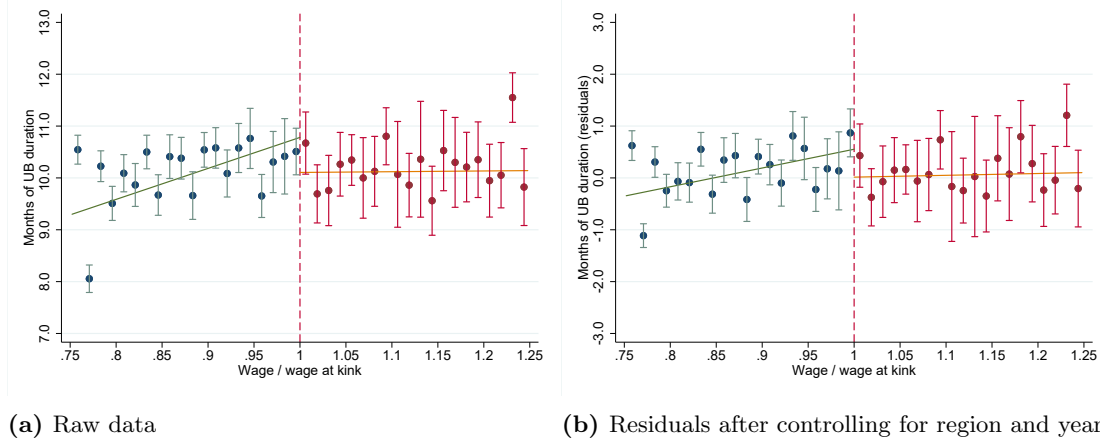 13.0
12.0
11.0
10.0
9.0
8.0
7.0
Months of UB duration
.75 .8 .85 .9 .95 1 1.05 1.1 1.15 1.2 1.25
Wage / wage at kink
3.0
2.0
1.0
0.0
-1.0
-2.0
-3.0
Months of UB duration (residuals)
.75 .8 .85 .9 .95 1 1.05 1.1 1.15 1.2 1.25
Wage / wage at kink
(a) Raw data
(b) Residuals after controlling for region and year